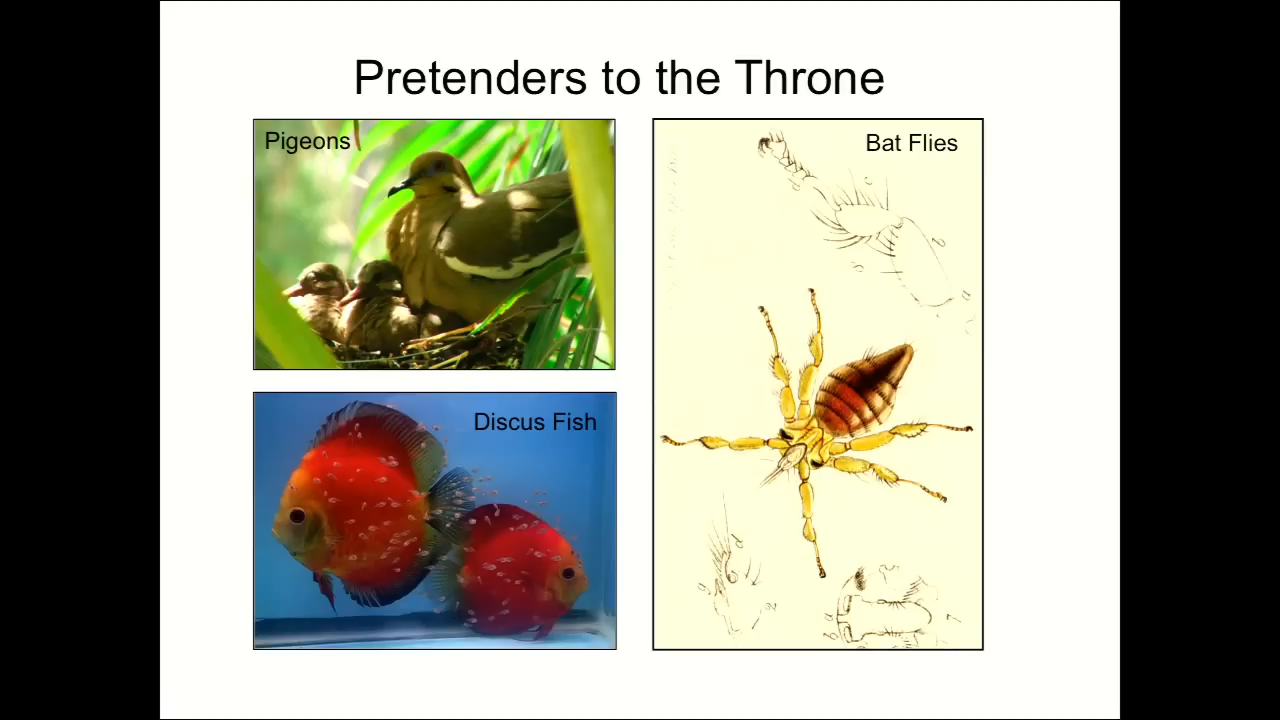 Pretenders to the Throne
Pigeons
Bat Flies
Discus Fish